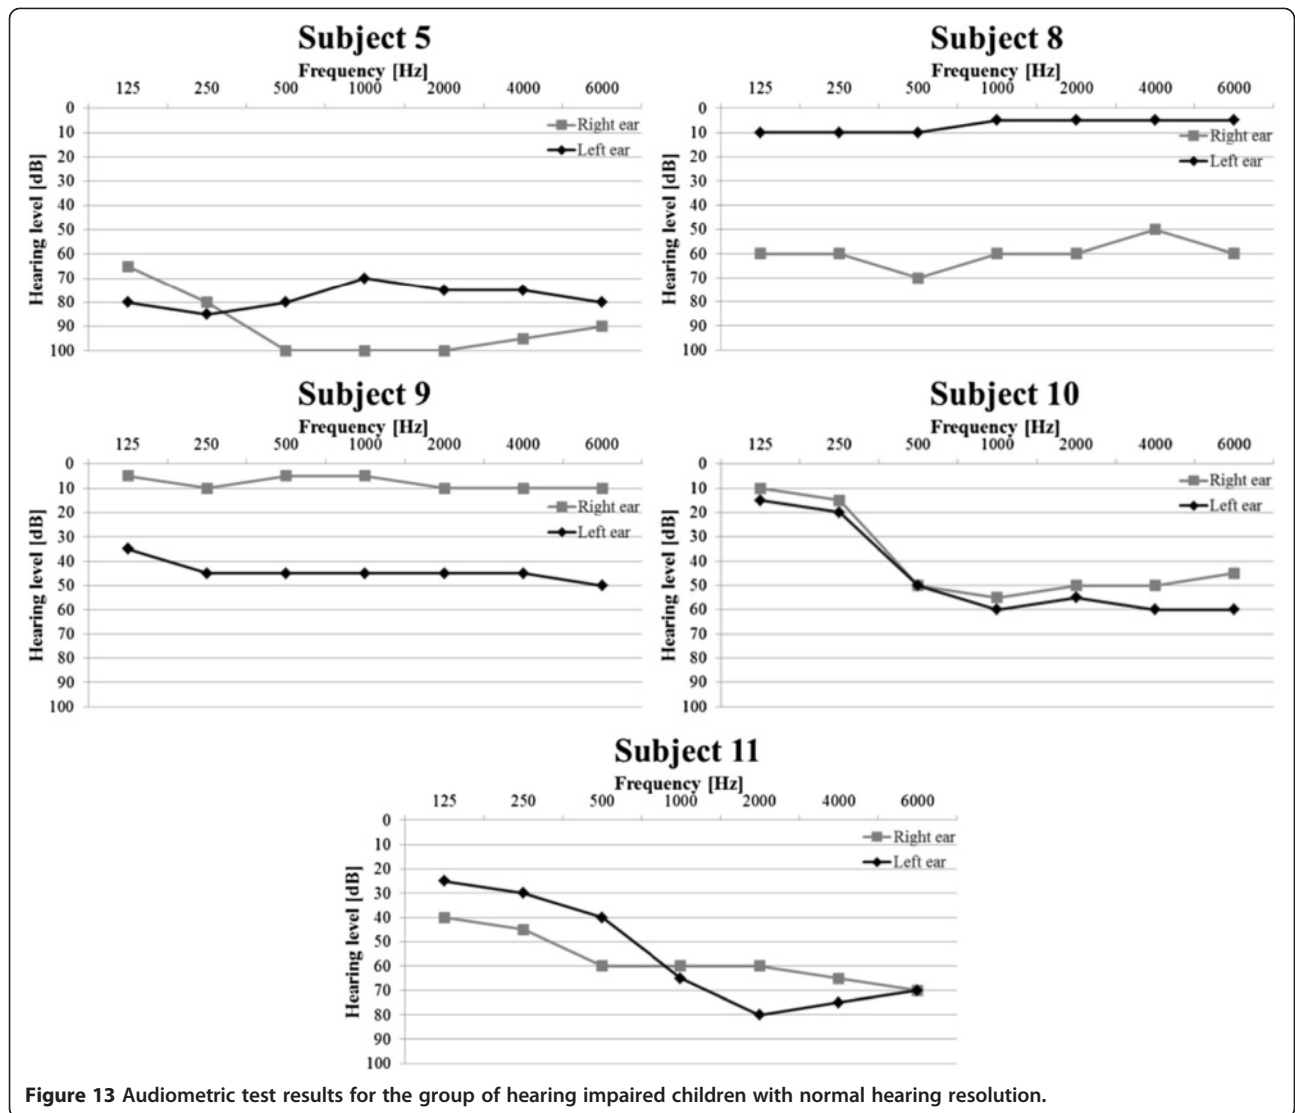 Subject 5
Frequency [Hz]
125 250 500 1000 2000 4000 6000
Hearing level [dB]
0
10
20
30
40
50
60
70
80
90
100
Right ear
Left ear
Subject 8
Frequency [Hz]
125 250 500 1000 2000 4000 6000
Hearing level [dB]
0
10
20
30
40
50
60
70
80
90
100
Right ear
Left ear
Subject 9
Frequency [Hz]
125 250 500 1000 2000 4000 6000
Hearing level [dB]
0
10
20
30
40
50
60
70
80
90
100
Right ear
Left ear
Subject 10
Frequency [Hz]
125 250 500 1000 2000 4000 6000
Hearing level [dB]
0
10
20
30
40
50
60
70
80
90
100
Right ear
Left ear
Subject 11
Frequency [Hz]
125 250 500 1000 2000 4000 6000
Hearing level [dB]
0
10
20
30
40
50
60
70
80
90
100
Right ear
Left ear
Figure 13 Audiometric test results for the group of hearing impaired children with normal hearing resolution.